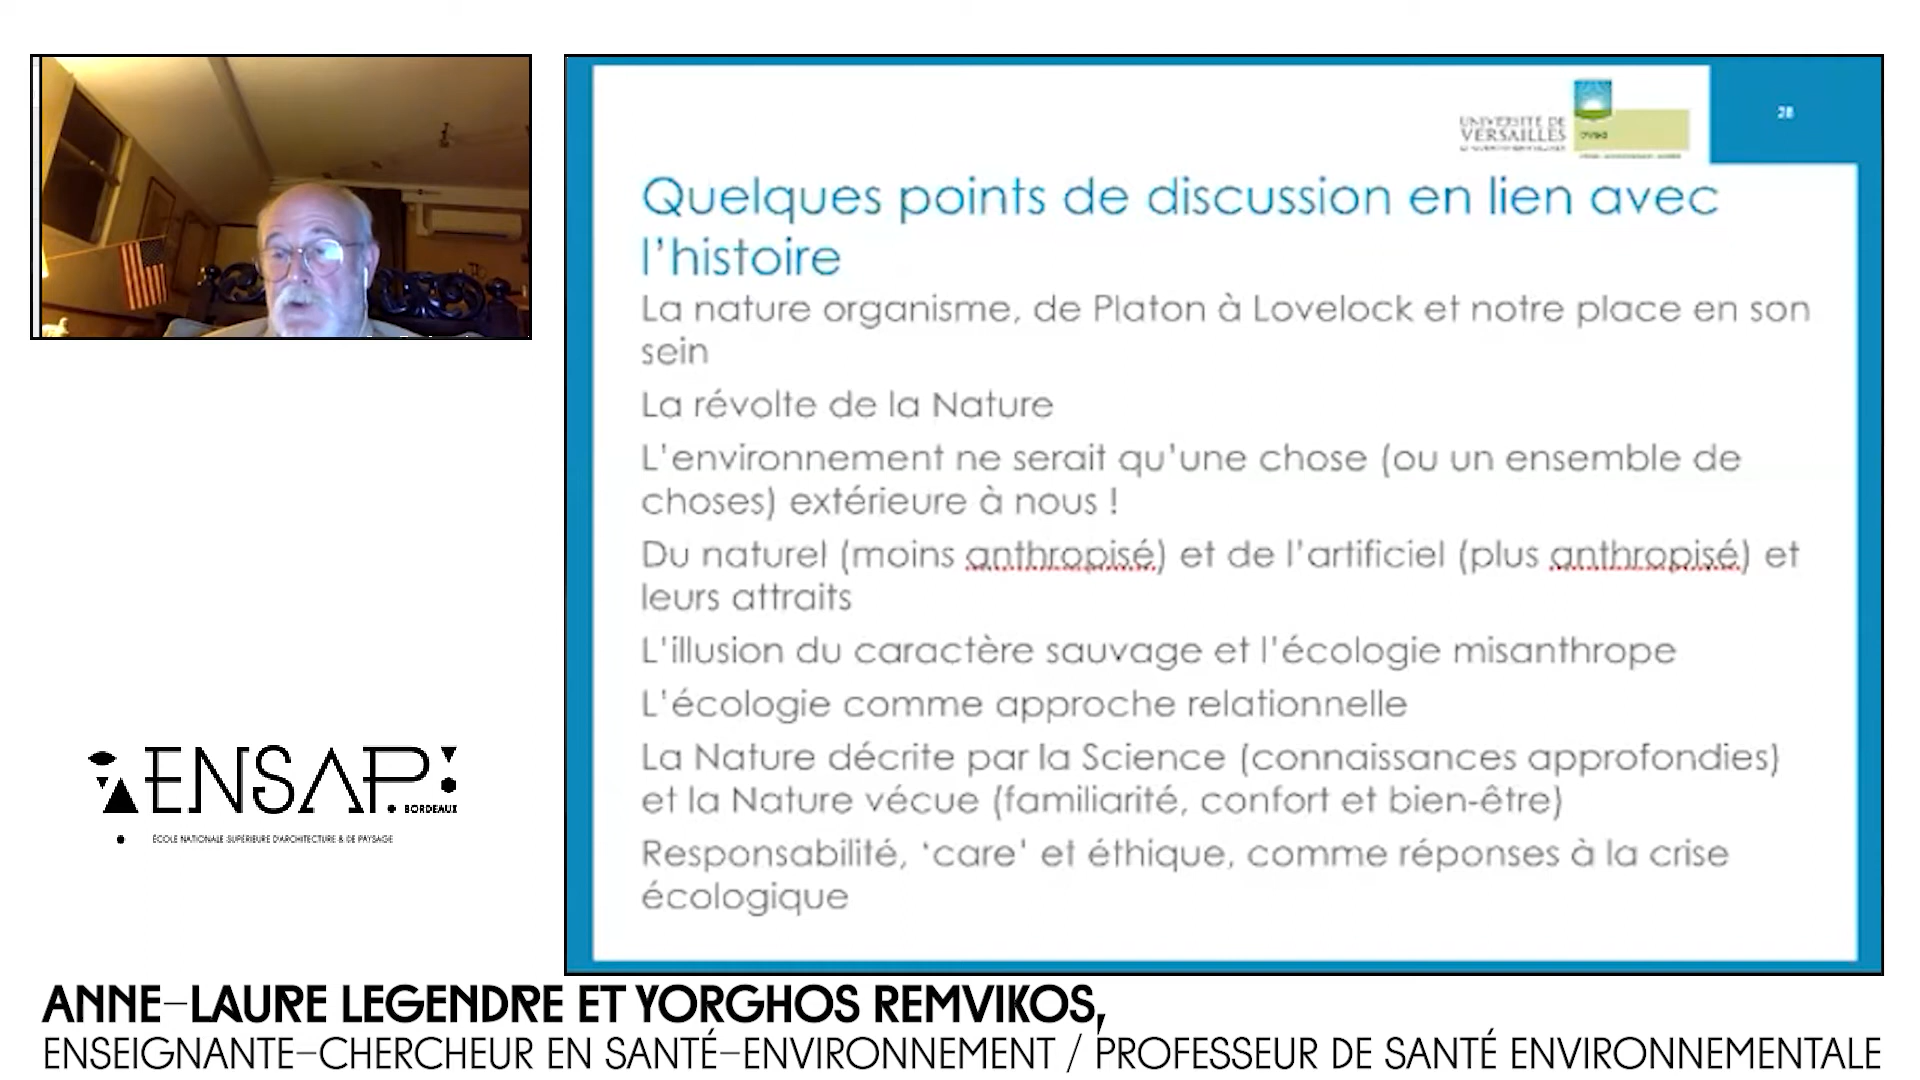 UNIVERSITÉ DE
VERSAILLES
28
Quelques points de discussion en lien avec
l’histoire
La nature organisme, de Platon à Lovelock et notre place en son
sein
La révolte de la Nature
L’environnement ne serait qu’une chose (ou un ensemble de
choses) extérieure à nous !
Du naturel (moins anthropisé) et de l’artificiel (plus anthropisé) et
leurs attraits
L’illusion du caractère sauvage et l’écologie misanthrope
L’écologie comme approche relationnelle
La Nature décrite par la Science (connaissances approfondies)
et la Nature vécue (familiarité, confort et bien-être)
Responsabilité, ‘care’ et éthique, comme réponses à la crise
écologique
ENSAP.
BORDEAUX
ÉCOLE NATIONALE SUPÉRIEURE D'ARCHITECTURE & DE PAYSAGE
ANNE–LAURE LEGENDRE ET YORGHOS REMVIKOS,
ENSEIGNANTE–CHERCHEUR EN SANTÉ–ENVIRONNEMENT / PROFESSEUR DE SANTÉ ENVIRONNEMENTALE